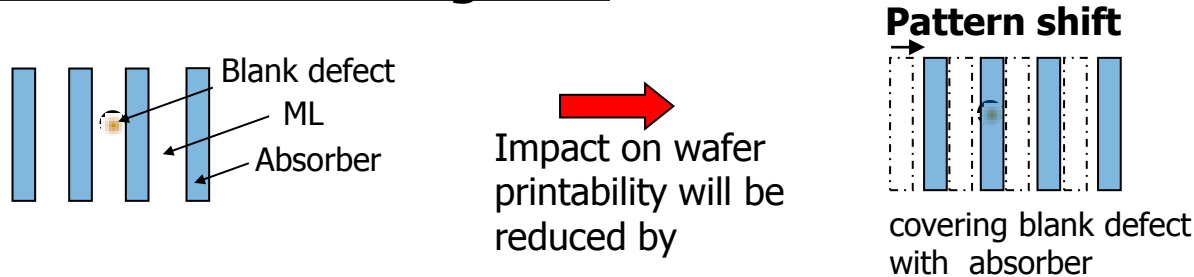 Blank defect
ML
Absorber
Impact on wafer
printability will be
reduced by
Pattern shift
covering blank defect
with absorber